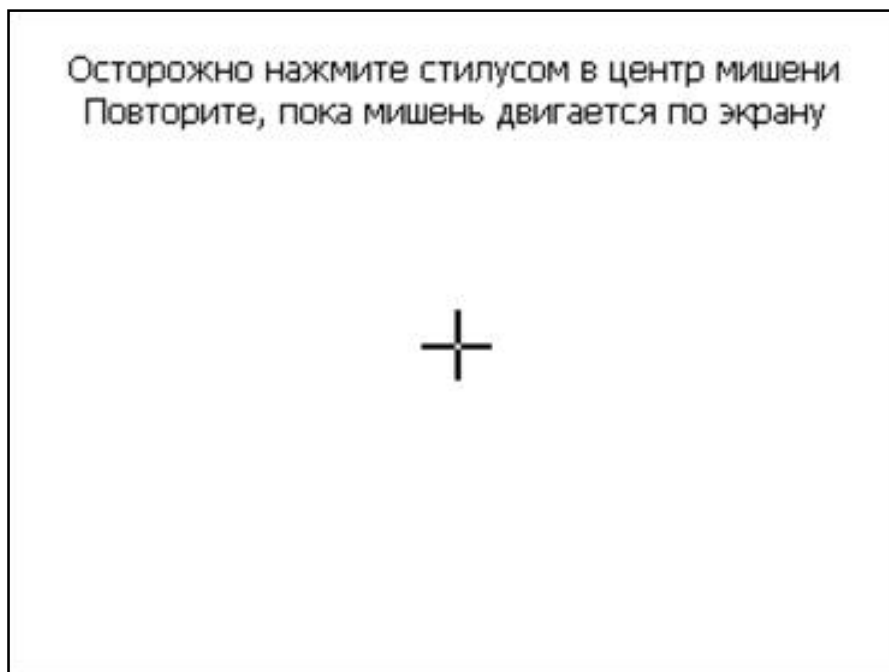 Осторожно нажмите стилусом в центр мишени
Повторите, пока мишень двигается по экрану